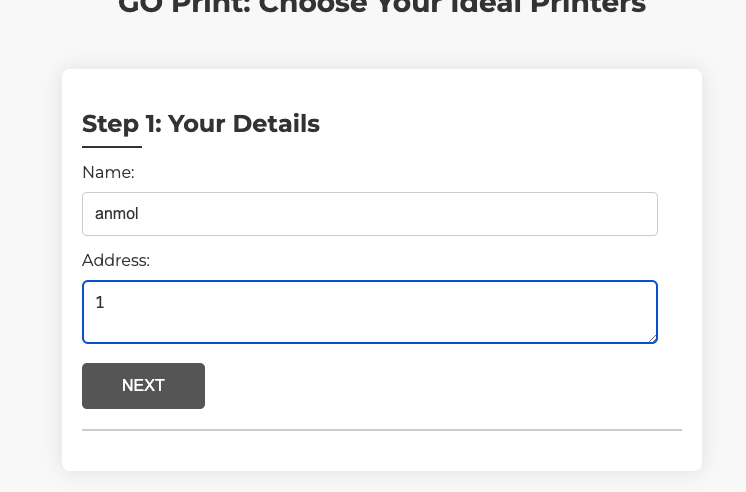 GO Print: Choose Your Ideal Printers
Step 1: Your Details
Name:
anmol
Address:
1
NEXT